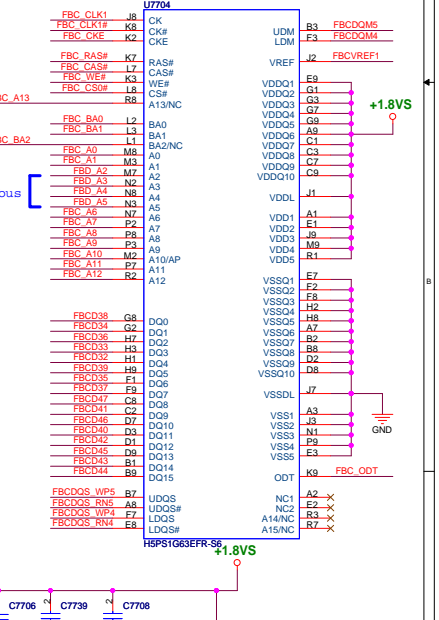 U7704
FBC_CLK1 J8 CK
FBC_CLK1# K8 CK#
FBC_CKE K2 CKE
FBC_RAS# K7 RAS#
FBC_CAS# L7 CAS#
FBC_WE# K3 WE#
FBC_CS0# L8 CS#
BC_A13 R8 A13/NC
FBC_BA0 L2 BA0
FBC_BA1 L3 BA1
BC_BA2 L1 BA2/NC
FBC_A0 M8 A0
FBC_A1 M3 A1
FBD_A2 M7 A2
FBD_A3 N2 A3
FBD_A4 N8 A4
FBD_A5 N3 A5
FBC_A6 N7 A6
FBC_A7 P2 A7
FBC_A8 P8 A8
FBC_A9 P3 A9
FBC_A10 M2 A10/AP
FBC_A11 P7 A11
FBC_A12 R2 A12
ous
FBCD38 G8 DQ0
FBCD34 G2 DQ1
FBCD36 H7 DQ2
FBCD33 H3 DQ3
FBCD32 H1 DQ4
FBCD39 H9 DQ5
FBCD35 F1 DQ6
FBCD37 F9 DQ7
FBCD47 C8 DQ8
FBCD41 C2 DQ9
FBCD46 D7 DQ10
FBCD40 D3 DQ11
FBCD42 D1 DQ12
FBCD45 D9 DQ13
FBCD43 B1 DQ14
FBCD44 B9 DQ15
FBCDQS_WP5 B7 UDQS
FBCDQS_RN5 A8 UDQS#
FBCDQS_WP4 F7 LDQS
FBCDQS_RN4 E8 LDQS#
UDM B3 FBCDQM5
LDM F3 FBCDQM4
VREF J2 FBCVREF1
VDDQ1 E9
VDDQ2 G1
VDDQ3 G3
VDDQ4 G7
VDDQ5 G9
VDDQ6 A9
VDDQ7 C1
VDDQ8 C3
VDDQ9 C7
VDDQ10 C9
+1.8VS
VDDL J1
VDD1 A1
VDD2 E1
VDD3 J9
VDD4 M9
VDD5 R1
VSSQ1 E7
VSSQ2 F2
VSSQ3 F8
VSSQ4 H2
VSSQ5 H8
VSSQ6 A7
VSSQ7 B2
VSSQ8 B8
VSSQ9 D2
VSSQ10 D8
VSSDL J7
VSS1 A3
VSS2 J3
VSS3 N1
VSS4 P9
VSS5 E3
GND
ODT K9 FBC_ODT
NC1 A2
NC2 E2
A14/NC R3
A15/NC R7
B
H5PS1G63EFR-S6
+1.8VS
2 2
C7706 C7739 C7708